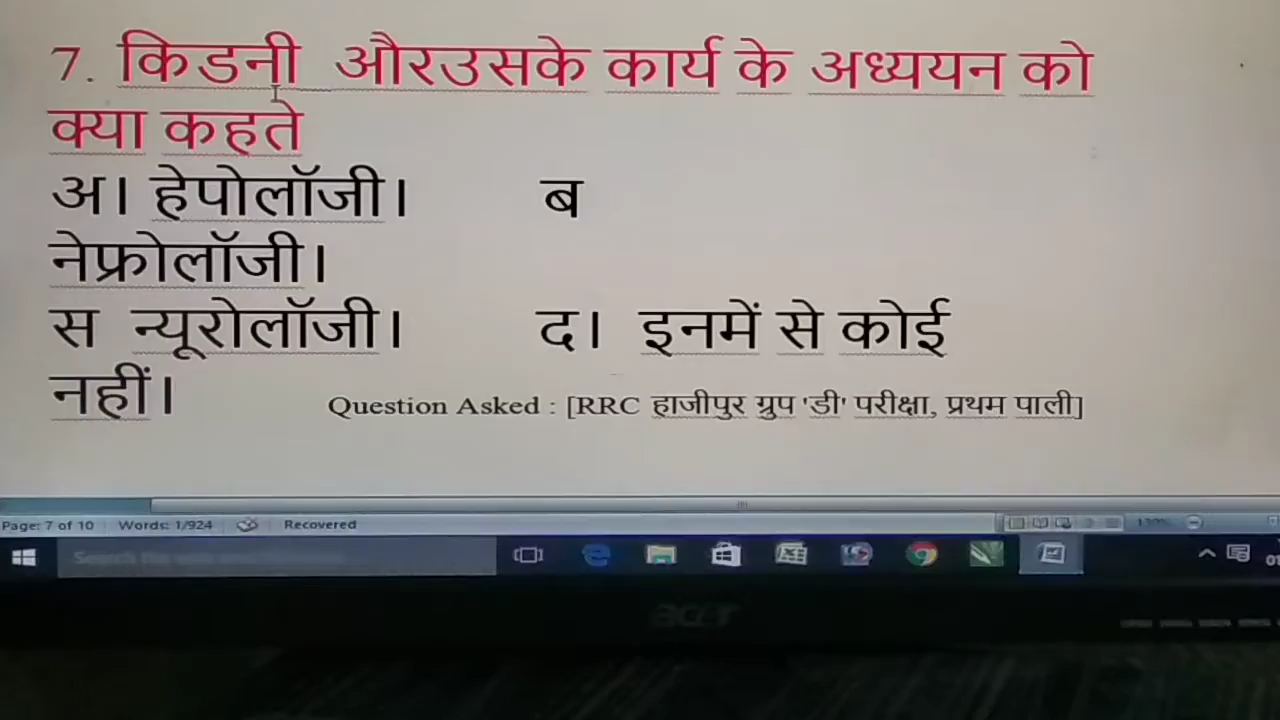 7. किडनी औरउसके कार्य के अध्ययन को
क्या कहते
अ। हेपोलॉजी। ब
नेफ्रोलॉजी।
स न्यूरोलॉजी। द। इनमें से कोई
नहीं।
Question Asked : [RRC हाजीपुर ग्रुप 'डी' परीक्षा, प्रथम पाली]
Page: 7 of 10 Words: 1/924 Recovered
acer